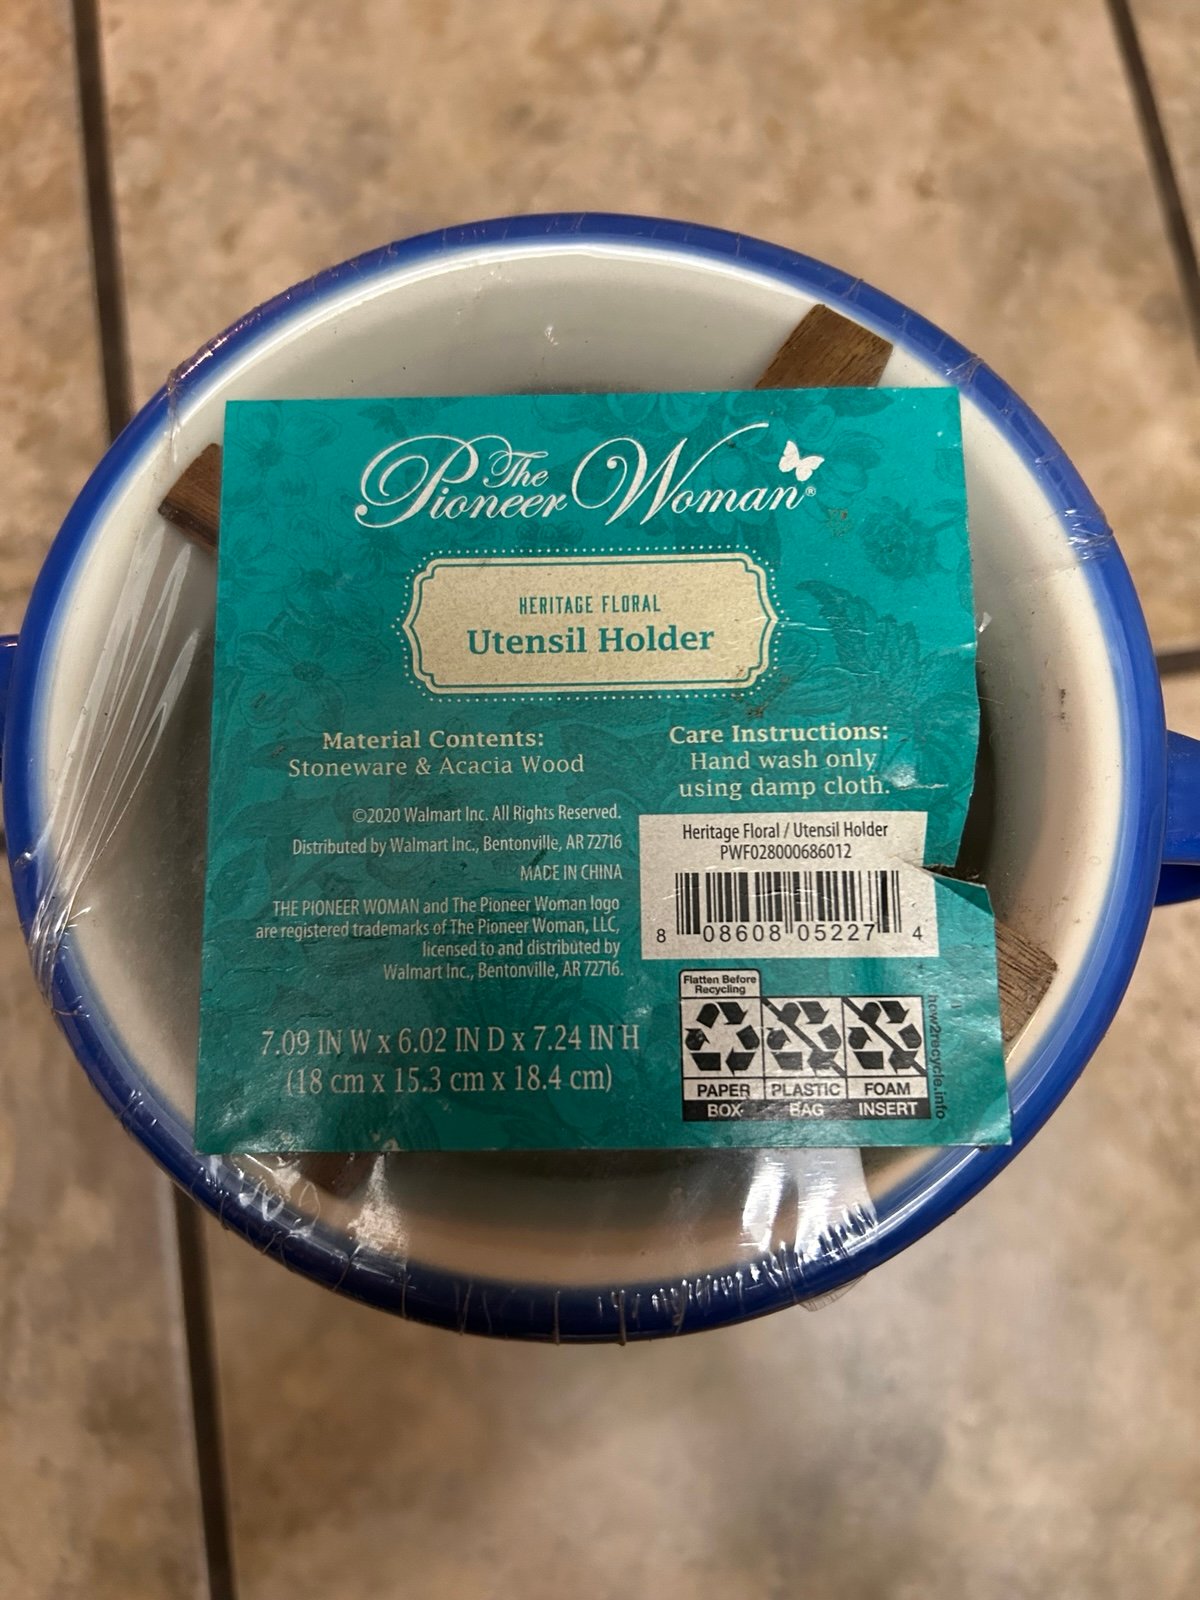 The
Pioneer Woman®
HERITAGE FLORAL
Utensil Holder
Material Contents:
Stoneware & Acacia Wood
©2020 Walmart Inc. All Rights Reserved.
Distributed by Walmart Inc., Bentonville, AR 72716
MADE IN CHINA
THE PIONEER WOMAN and The Pioneer Woman logo
are registered trademarks of The Pioneer Woman, LLC,
licensed to and distributed by
Walmart Inc., Bentonville, AR 72716.
7.09 IN W x 6.02 IN D x 7.24 IN H
(18 cm x 15.3 cm x 18.4 cm)
Care Instructions:
Hand wash only
using damp cloth.
Heritage Floral / Utensil Holder
PWF028000686012
8 08608 05227 4
Flatten Before
Recycling
PAPER PLASTIC FOAM
BOX BAG INSERT
how2recycle.info